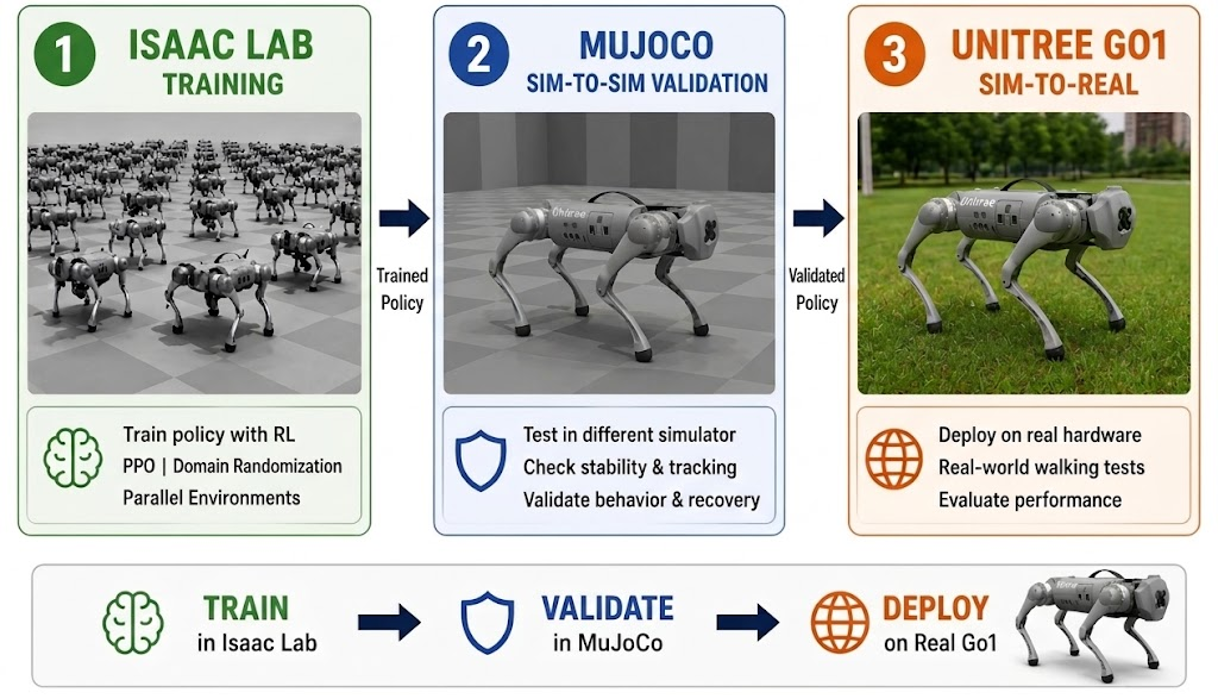 1
ISAAC LAB
TRAINING
Train policy with RL
PPO | Domain Randomization
Parallel Environments
Trained
Policy
2
MUJOCO
SIM-TO-SIM VALIDATION
Test in different simulator
Check stability & tracking
Validate behavior & recovery
Validated
Policy
3
UNITREE GO1
SIM-TO-REAL
Deploy on real hardware
Real-world walking tests
Evaluate performance
TRAIN
in Isaac Lab
VALIDATE
in MuJoCo
DEPLOY
on Real Go1